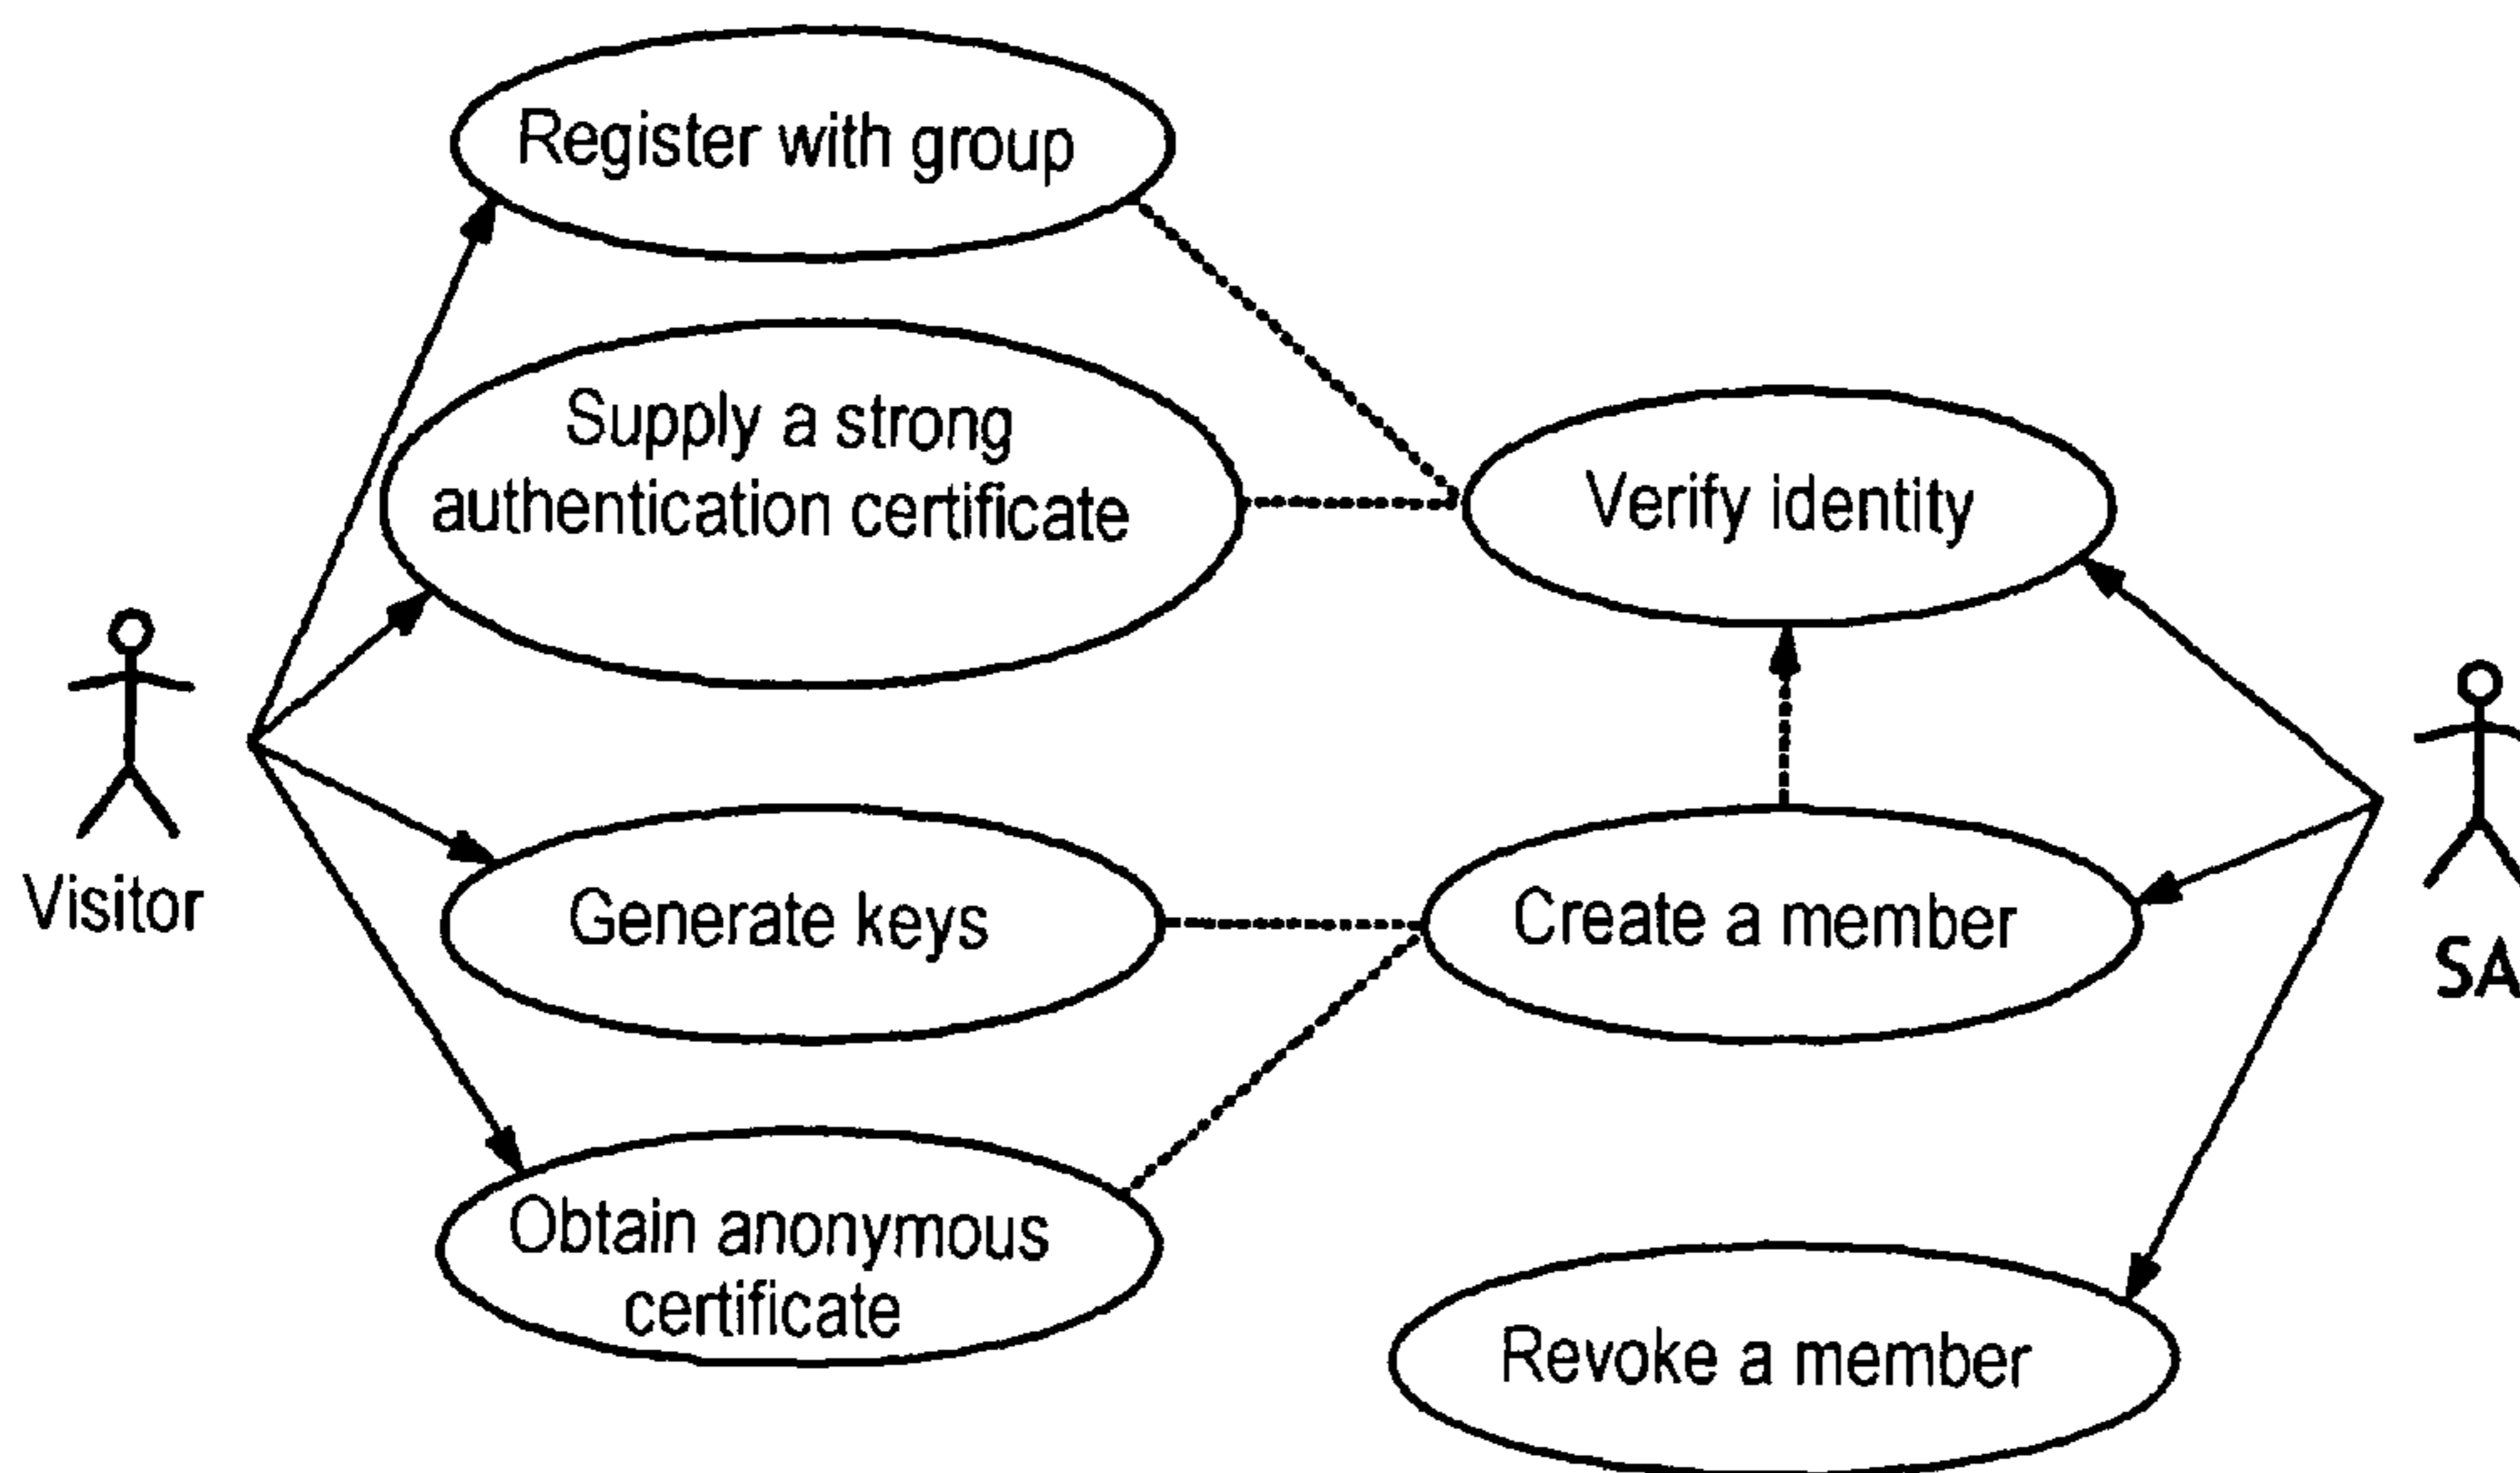 Register with group
Supply a strong
authentication certificate
Verify identity
Visitor
Generate keys
Create a member
SA
Obtain anonymous
certificate
Revoke a member